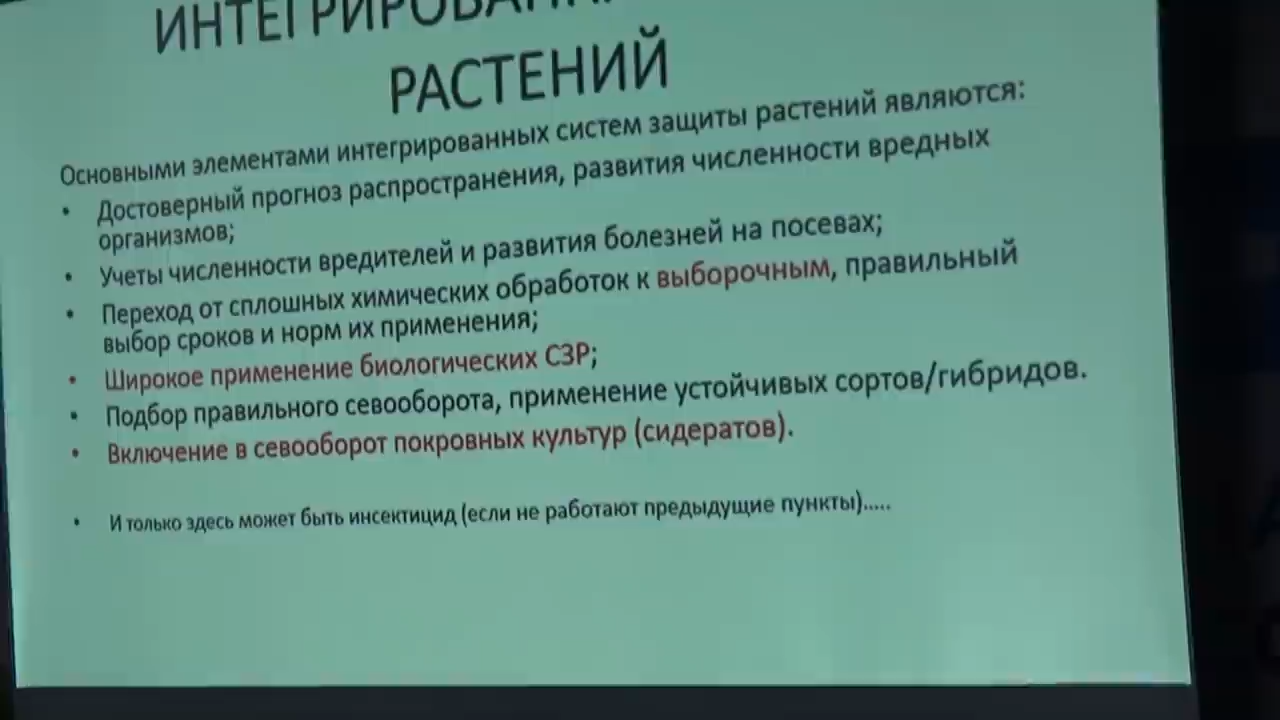 РАСТЕНИЙ
Основными элементами интегрированных систем защиты растений являются:
• Достоверный прогноз распространения, развития численности вредных
организмов;
• Учеты численности вредителей и развития болезней на посевах;
• Переход от сплошных химических обработок к выборочным, правильный
выбор сроков и норм их применения;
• Широкое применение биологических СЗР;
• Подбор правильного севооборота, применение устойчивых сортов/гибридов.
• Включение в севооборот покровных культур (сидератов).
• И только здесь может быть инсектицид (если не работают предыдущие пункты).....